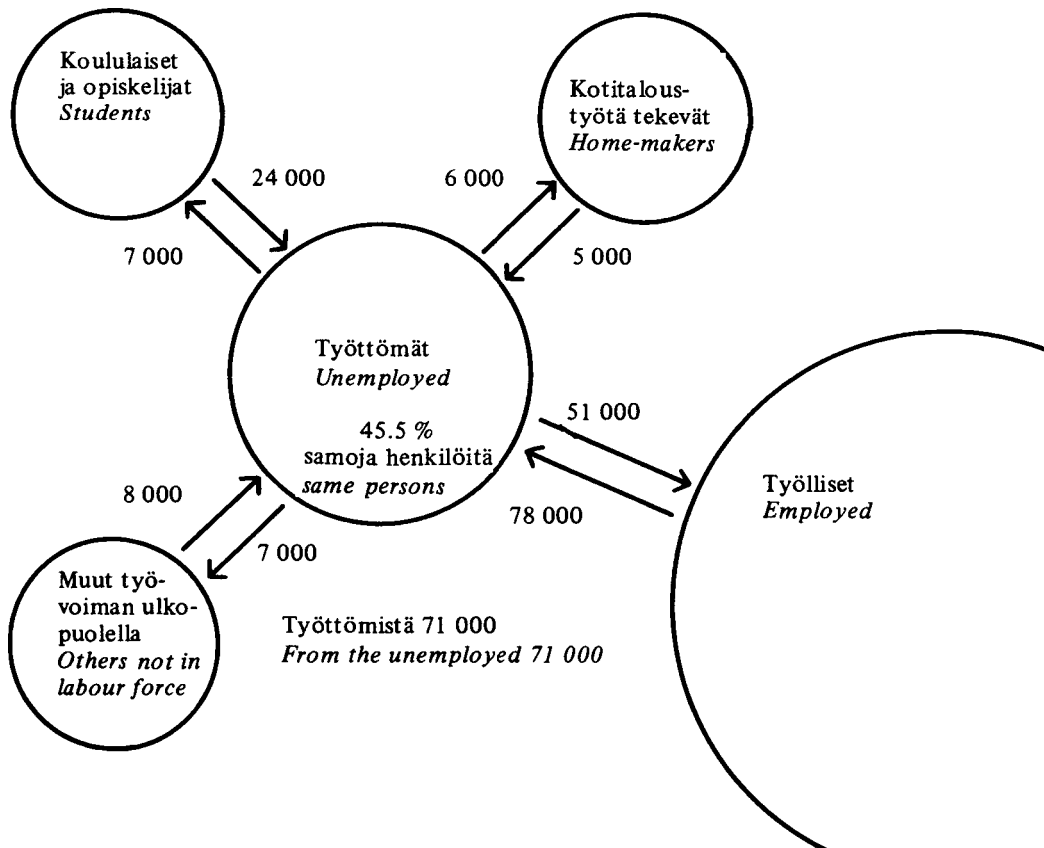 Koululaiset
ja opiskelijat
Students
Kotitalous-
työtä tekevät
Home-makers
24 000
7 000
6 000
5 000
Työttömät
Unemployed
45.5 %
samoja henkilöitä
same persons
51 000
78 000
Työlliset
Employed
8 000
7 000
Muut työ-
voiman ulko-
puolella
Others not in
labour force
Työttömistä 71 000
From the unemployed 71 000